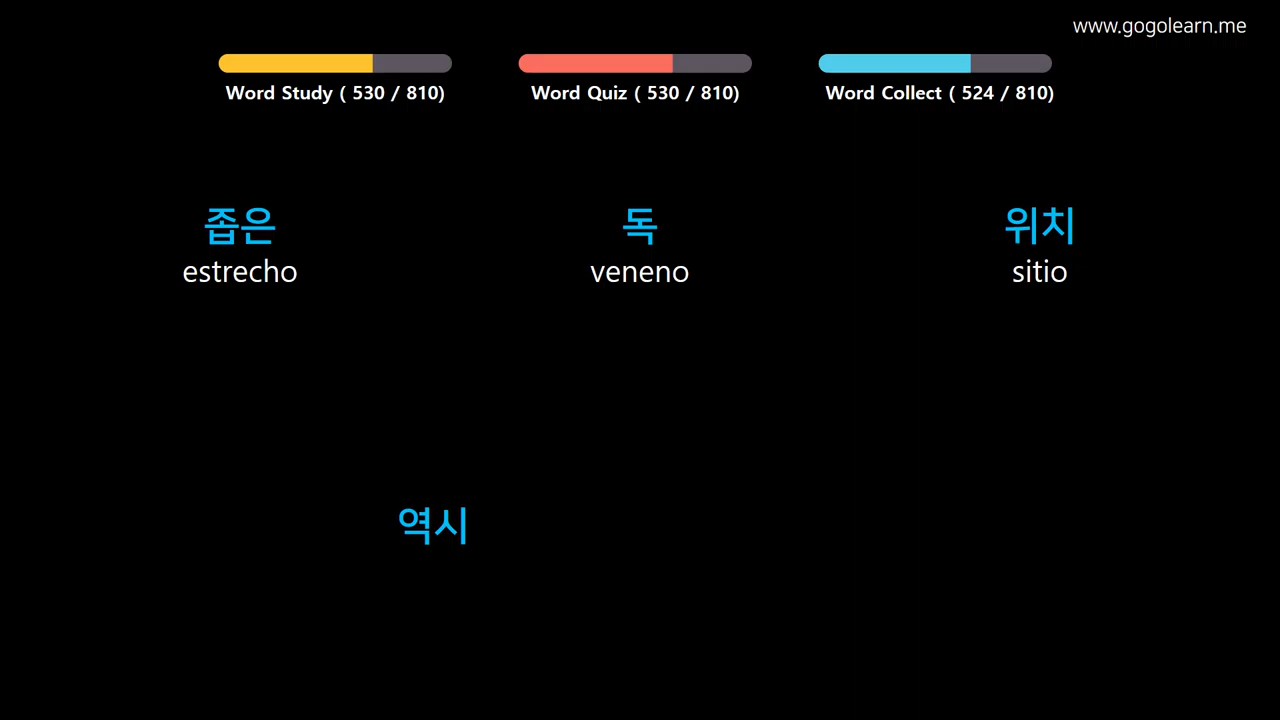 www.gogolearn.me
Word Study ( 530 / 810)
Word Quiz ( 530 / 810)
Word Collect ( 524 / 810)
좁은
estrecho
독
veneno
위치
sitio
역시